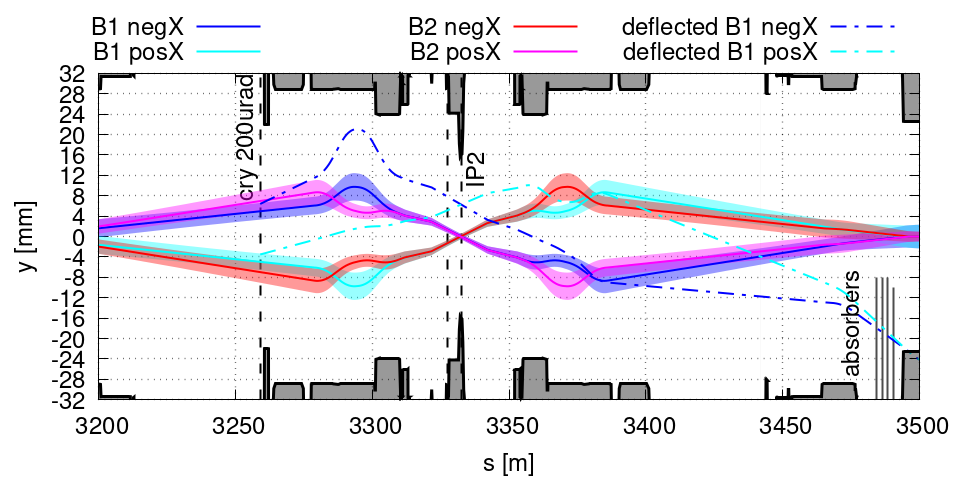 B1 negX
B2 negX
deflected B1 negX
B1 posX
B2 posX
deflected B1 posX
32
28
24
20
16
12
8
4
0
-4
-8
-12
-16
-20
-24
-28
-32
y [mm]
cry 200urad
IP2
absorbers
3200
3250
3300
3350
3400
3450
3500
s [m]